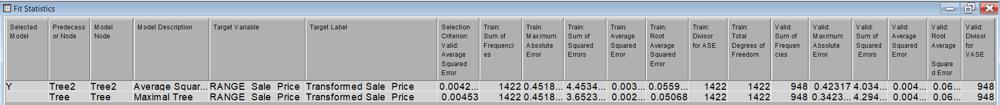 Fit Statistics
Selected Model
Predecess or Node
Model Node
Model Description
Target Variable
Target Label
Selection Criterion: Valid: Average Squared Error
Train: Sum of Frequenci es
Train: Maximum Absolute Error
Train: Sum of Squared Errors
Train: Average Squared Error
Train: Root Average Squared Error
Train: Divisor for ASE
Train: Total Degrees of Freedom
Valid: Sum of Frequen cies
Valid: Maximum Absolute Error
Valid: Sum of Squared Errors
Valid: Average Squared Error
Valid: Root Average Square d Error
Valid: Divisor for VASE
Y Tree2 Tree2 Average Squar... RANGE_Sale_Price Transformed Sale_Price 0.0042... 1422 0.4518... 4.4534... 0.003... 0.0559... 1422 1422 948 0.42317 4.034... 0.004... 0.06... 948
Tree Tree Maximal Tree RANGE_Sale_Price Transformed Sale_Price 0.00453 1422 0.4518... 3.6523... 0.002... 0.05068 1422 1422 948 0.3423... 4.294... 0.004... 0.06... 948